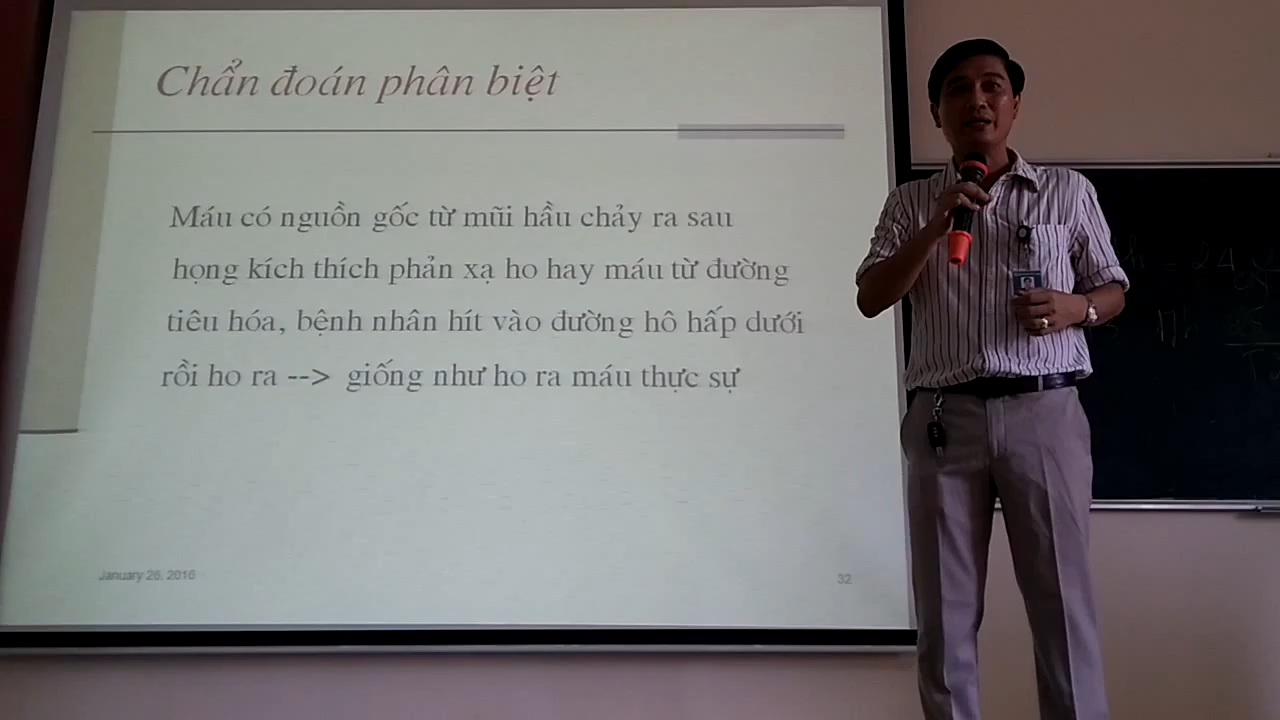 Chẩn đoán phân biệt
Máu có nguồn gốc từ mũi hầu chảy ra sau
họng kích thích phản xạ ho hay máu từ đường
tiêu hóa, bệnh nhân hít vào đường hô hấp dưới
rồi ho ra --> giống như ho ra máu thực sự
January 26, 2016
32